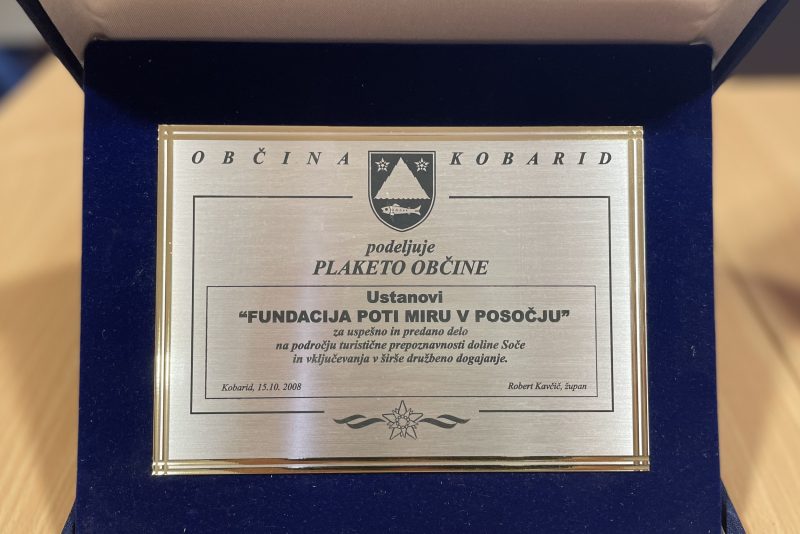 OBČINA KOBARID
podeljuje
PLAKETO OBČINE
Ustanovi
“FUNDACIJA POTI MIRU V POSOČJU”
za uspešno in predano delo
na področju turistične prepoznavnosti doline Soče
in vključevanja v širše družbeno dogajanje.
Kobarid, 15.10. 2008 Robert Kavčič, župan